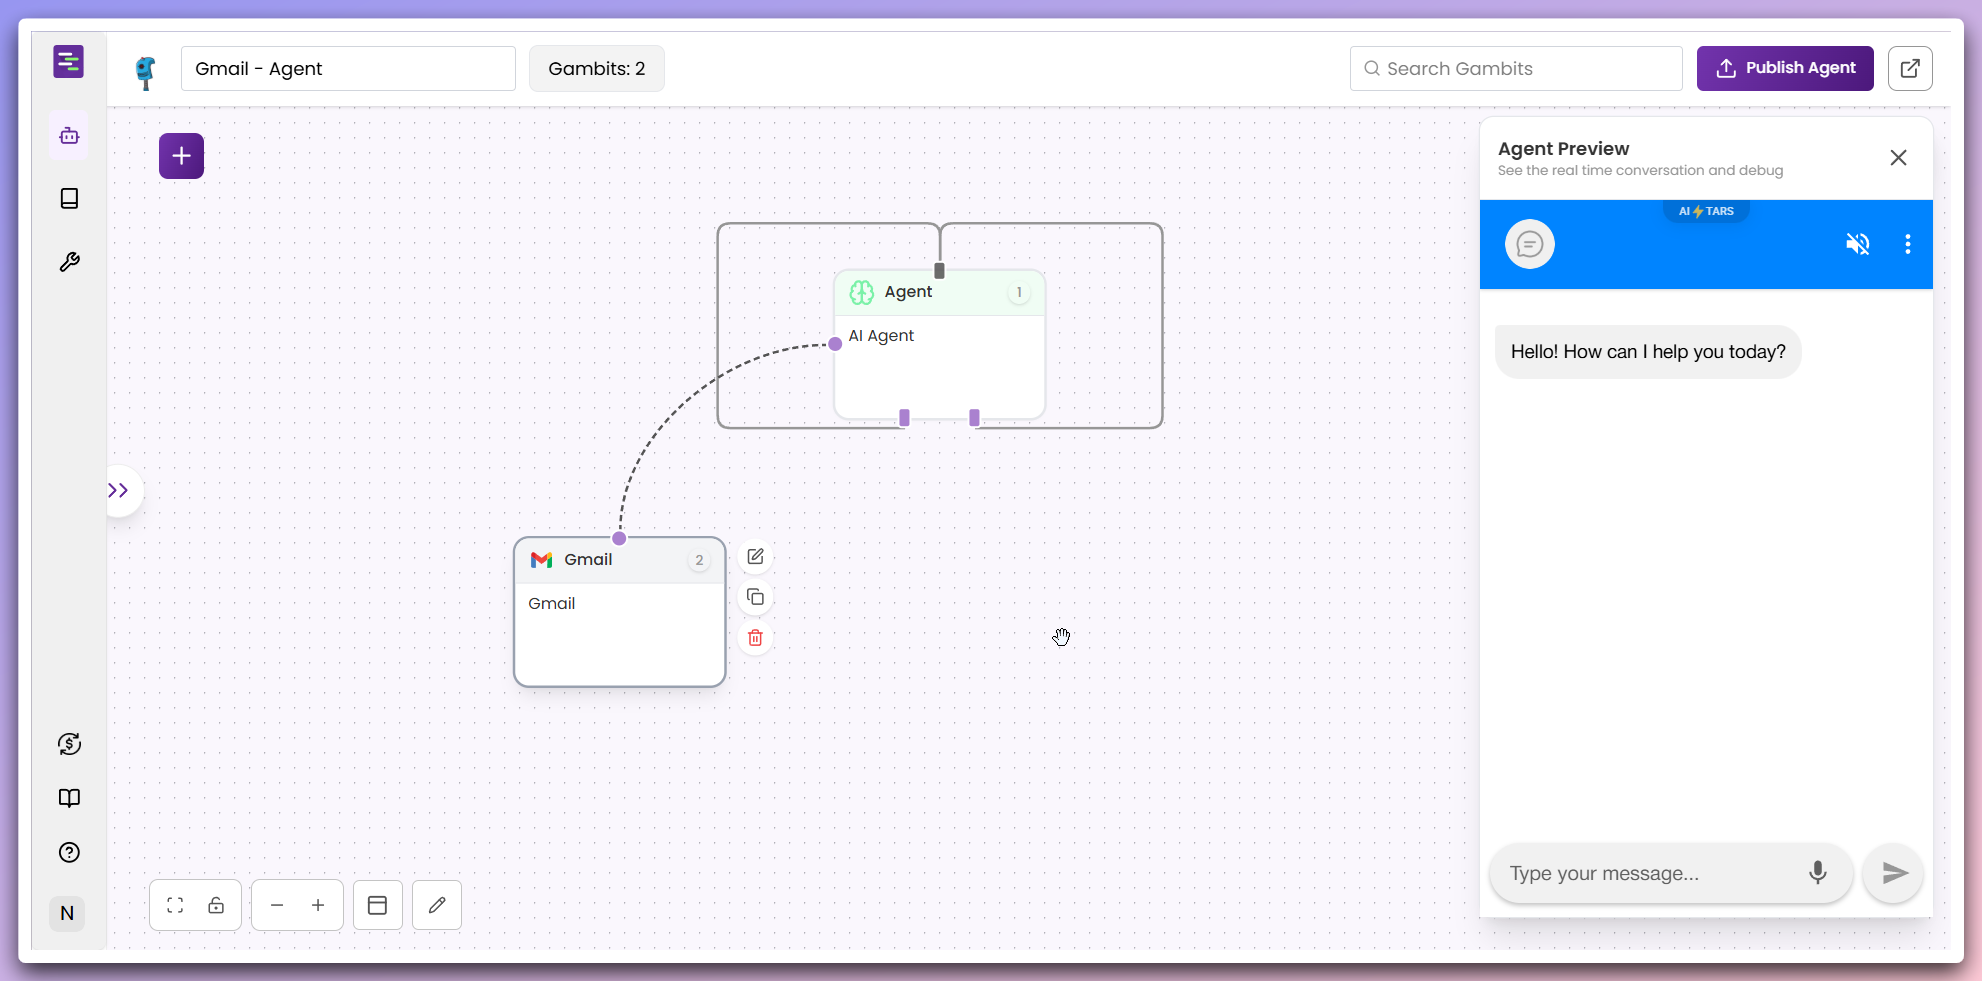 Gmail - Agent
Gambits: 2
Search Gambits
Publish Agent
Agent Preview
See the real time conversation and debug
AI⚡TARS
Hello! How can I help you today?
Agent
1
AI Agent
Gmail
2
Gmail
Type your message...
N